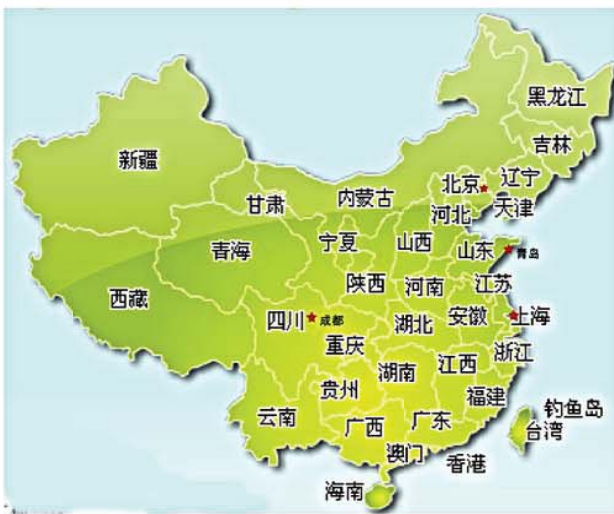 黑龙江
吉林
新疆
北京
辽宁
内蒙古
甘肃
河北
天津
宁夏
山西
青海
山东
青岛
陕西
河南
江苏
西藏
四川
成都
湖北
安徽
上海
重庆
浙江
江西
湖南
贵州
福建
云南
广西
广东
钓鱼岛
台湾
澳门
香港
海南